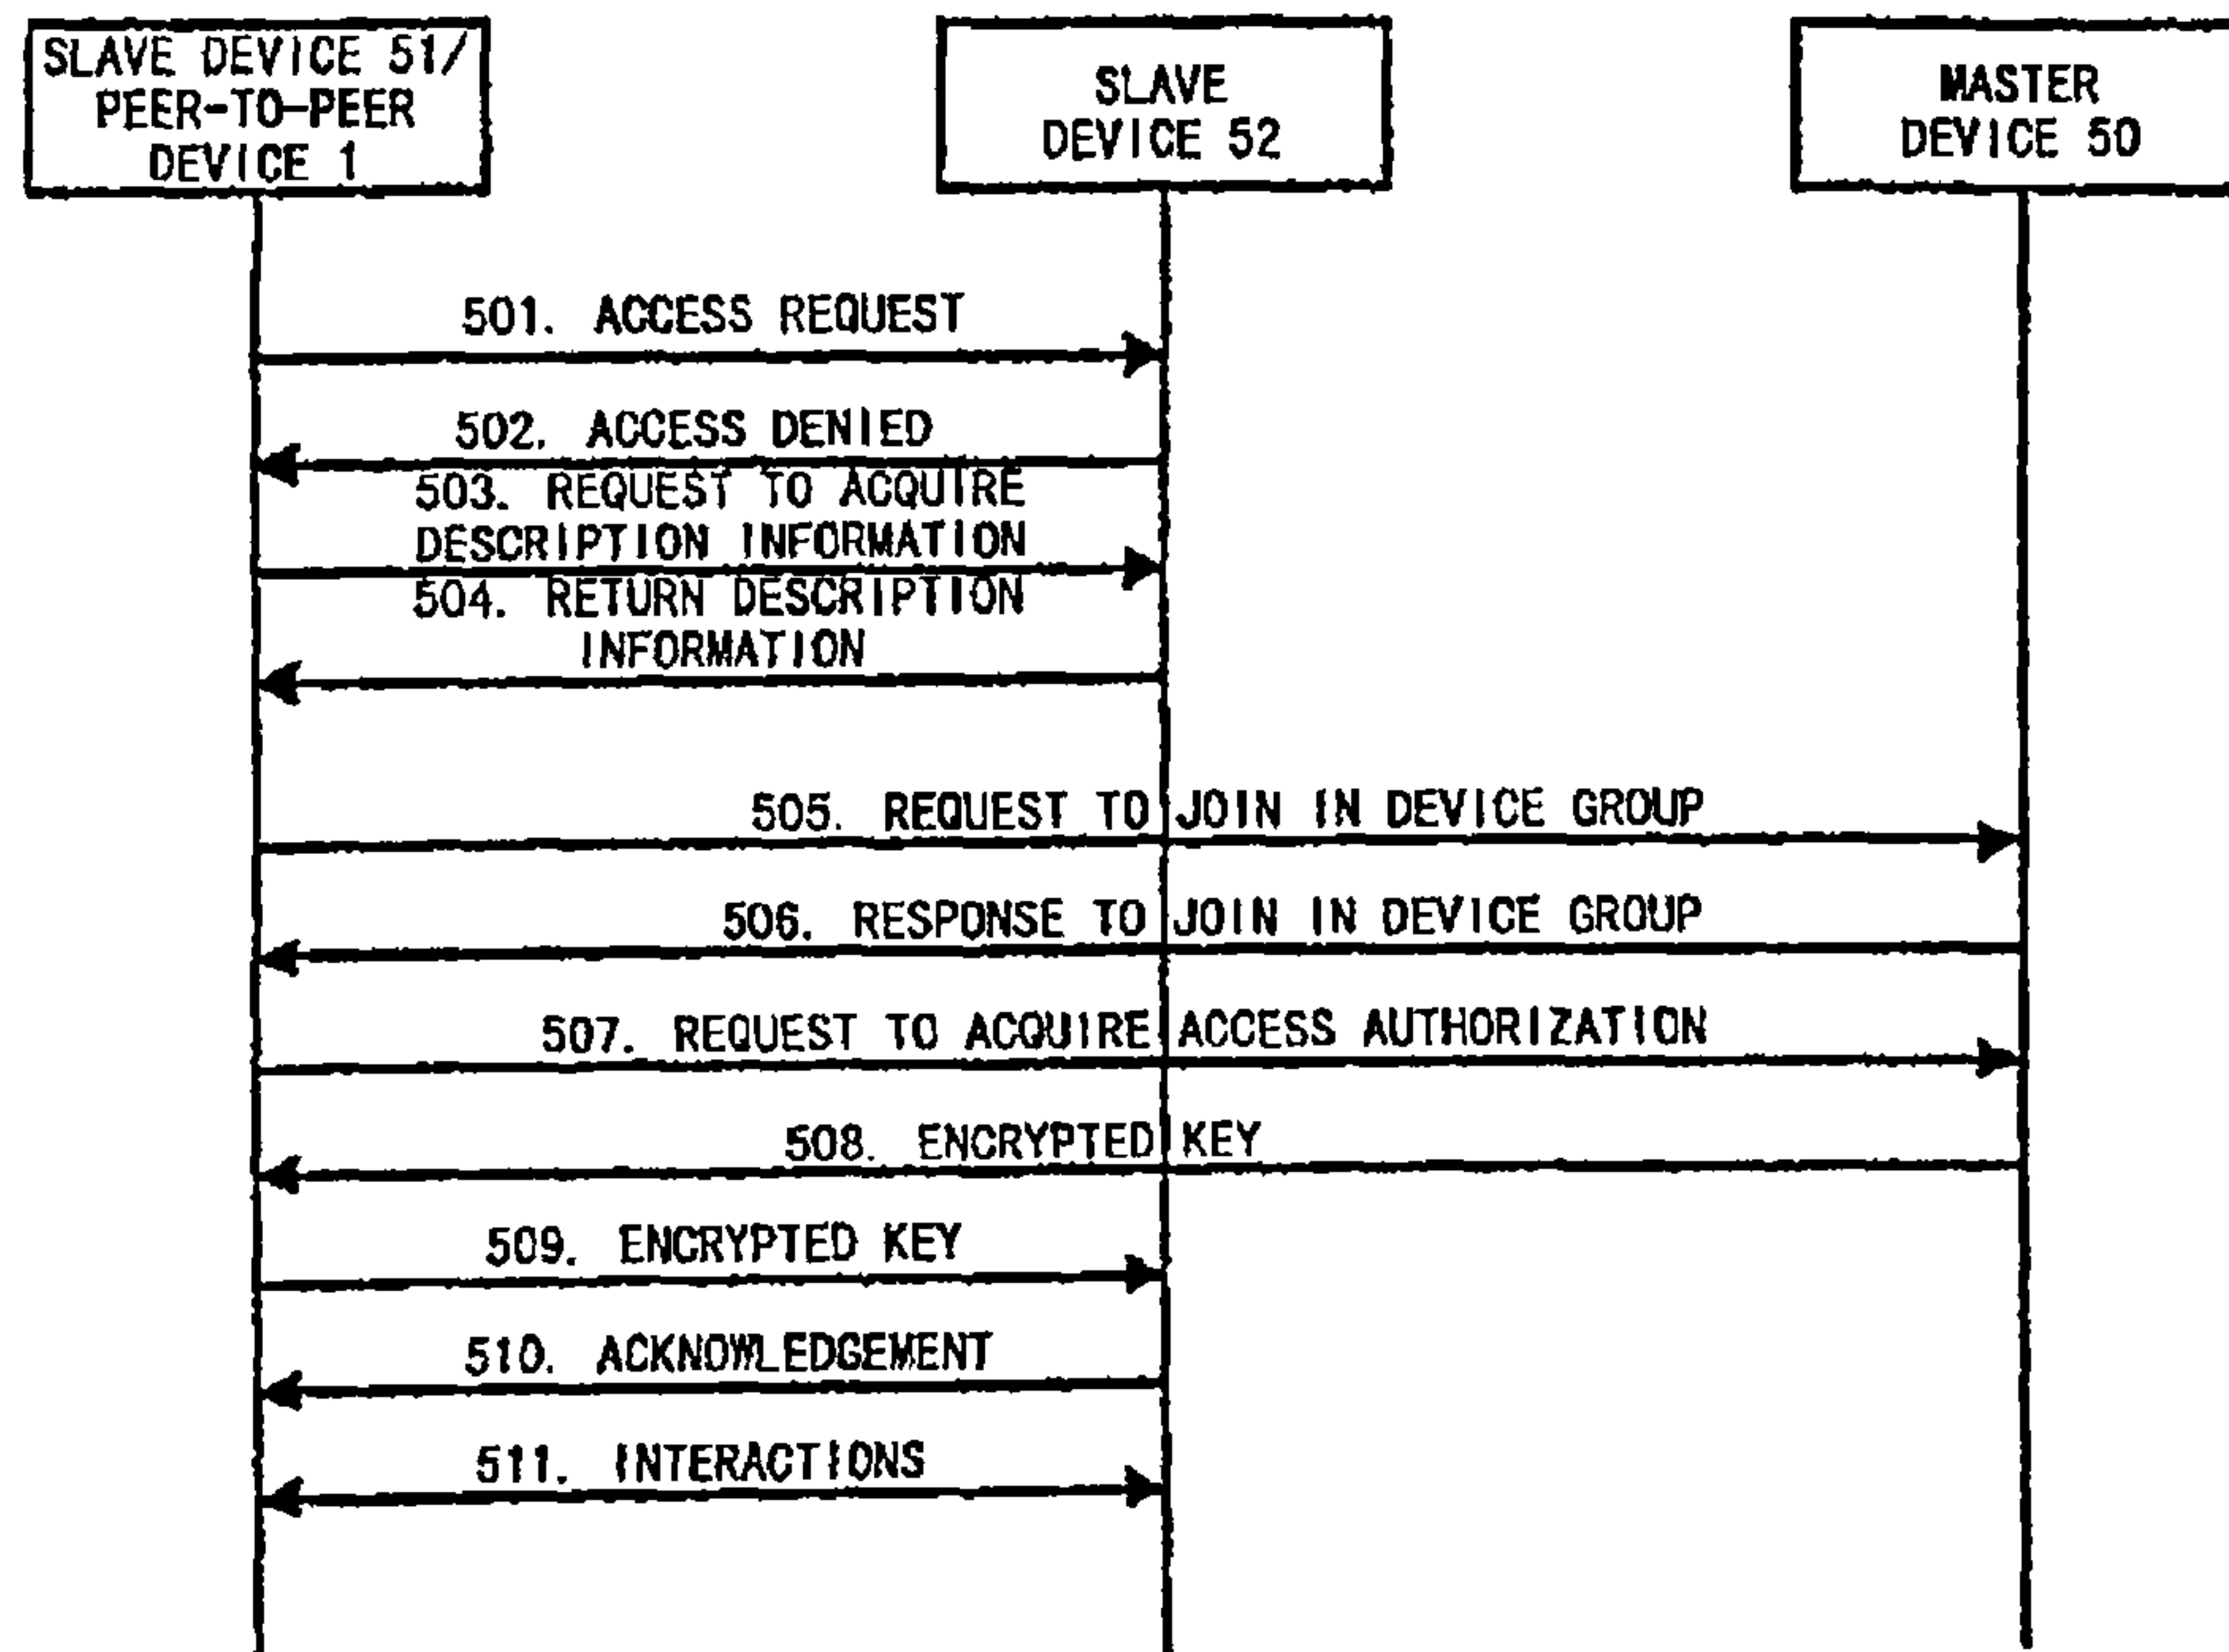 SLAVE DEVICE 51/
PEER-TO-PEER
DEVICE 1
SLAVE
DEVICE 52
MASTER
DEVICE 50
501. ACCESS REQUEST
502. ACCESS DENIED
503. REQUEST TO ACQUIRE
DESCRIPTION INFORMATION
504. RETURN DESCRIPTION
INFORMATION
505. REQUEST TO JOIN IN DEVICE GROUP
506. RESPONSE TO JOIN IN DEVICE GROUP
507. REQUEST TO ACQUIRE ACCESS AUTHORIZATION
508. ENCRYPTED KEY
509. ENCRYPTED KEY
510. ACKNOWLEDGEMENT
511. INTERACTIONS